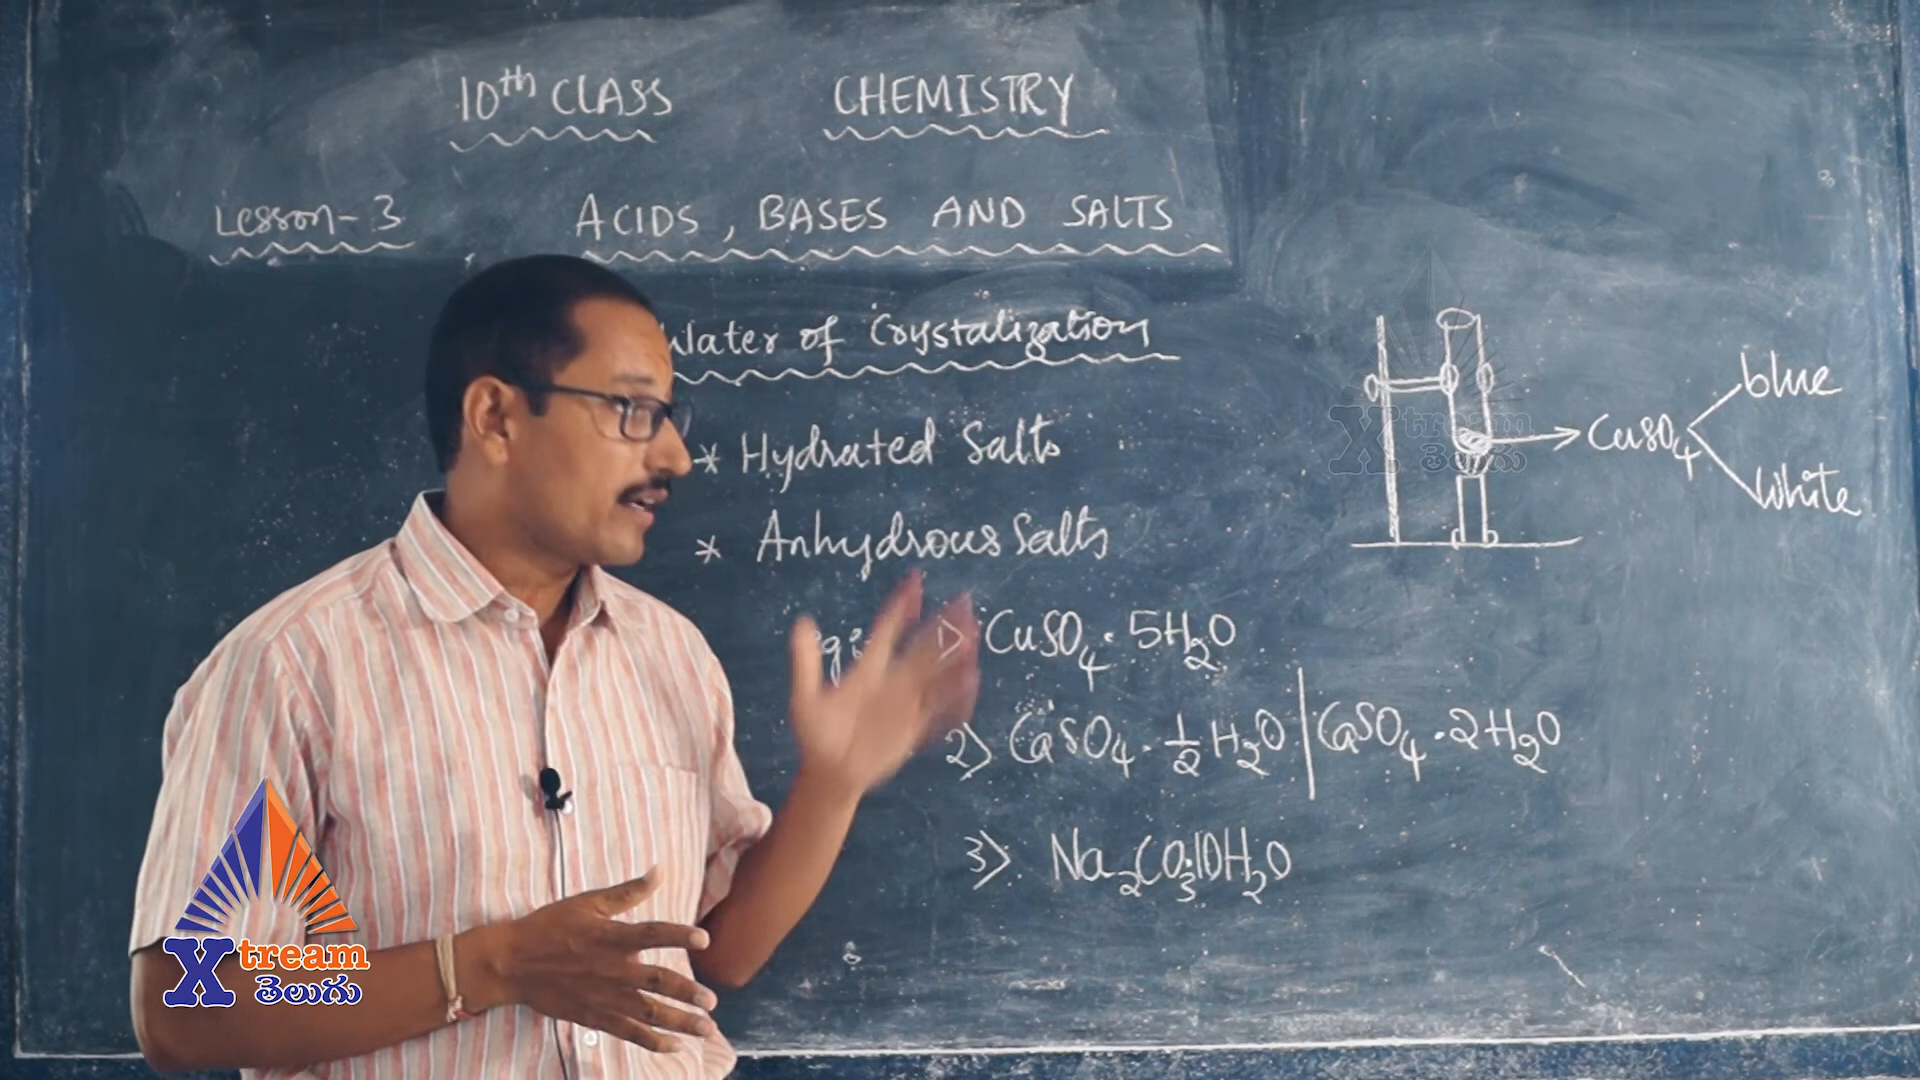 10th CLASS CHEMISTRY
Lesson-3 ACIDS, BASES AND SALTS
Water of Crystalization
* Hydrated Salts
* Anhydrous Salts
1) CuSO₄·5H₂O
2) CaSO₄·½H₂O | CaSO₄·2H₂O
3) Na₂CO₃·10H₂O
blue
CuSO₄
White
Xtream
తెలుగు
Xtream
తెలుగు